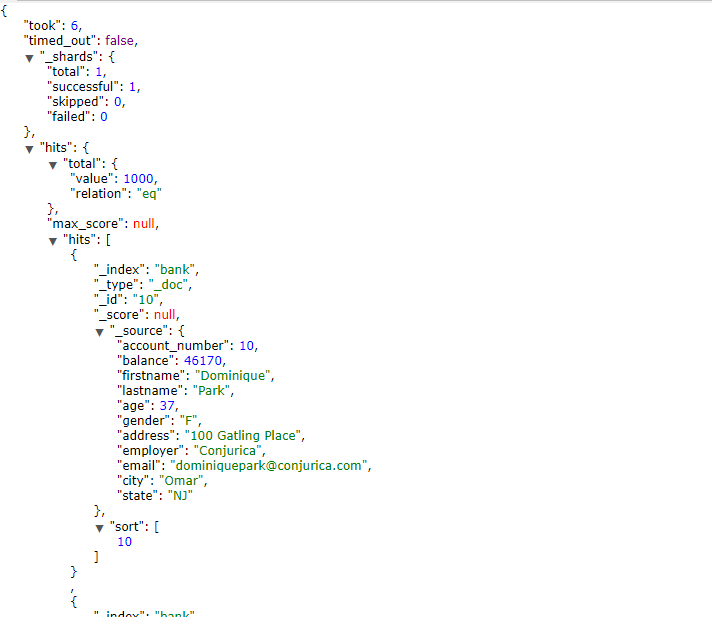 {
"took": 6,
"timed_out": false,
"_shards": {
"total": 1,
"successful": 1,
"skipped": 0,
"failed": 0
},
"hits": {
"total": {
"value": 1000,
"relation": "eq"
},
"max_score": null,
"hits": [
{
"_index": "bank",
"_type": "_doc",
"_id": "10",
"_score": null,
"_source": {
"account_number": 10,
"balance": 46170,
"firstname": "Dominique",
"lastname": "Park",
"age": 37,
"gender": "F",
"address": "100 Gatling Place",
"employer": "Conjurica",
"email": "dominiquepark@conjurica.com",
"city": "Omar",
"state": "NJ"
},
"sort": [
10
]
}
,
{
"_index": "bank"